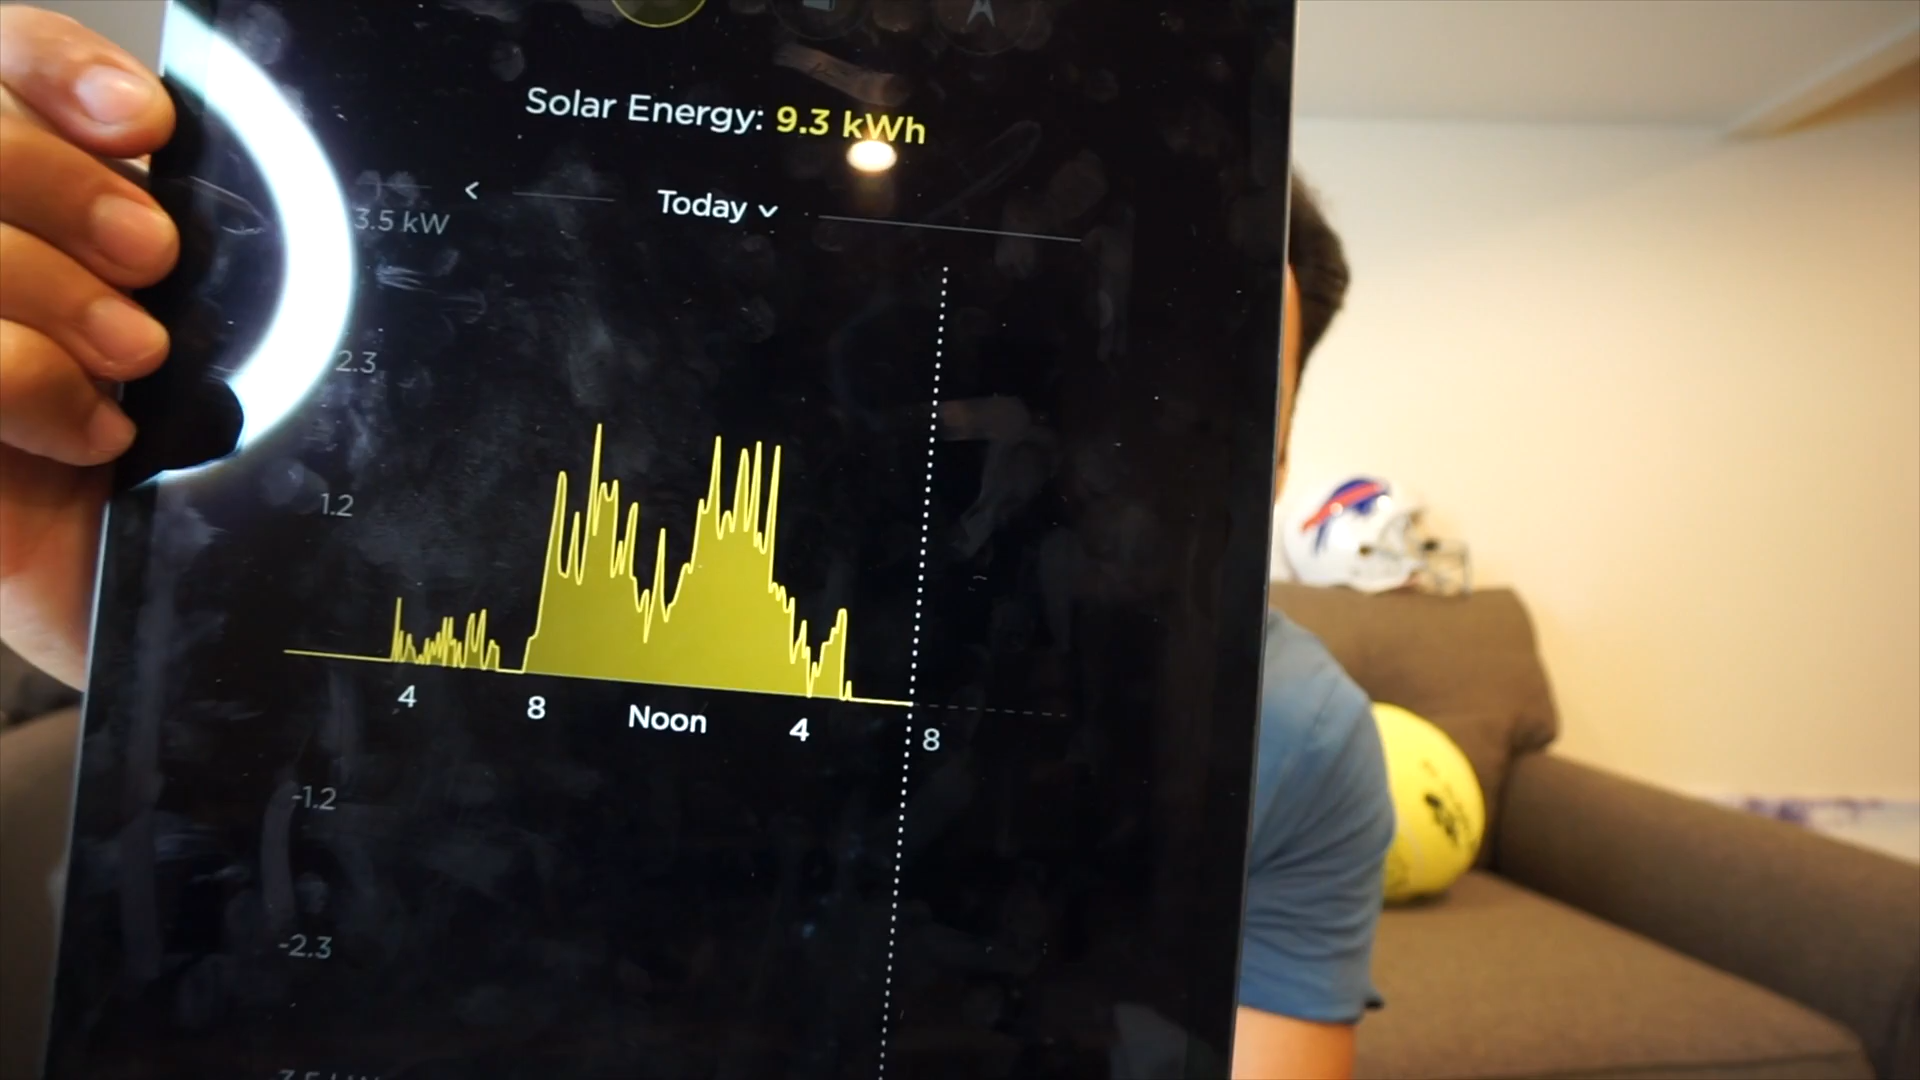 Solar Energy: 9.3 kWh
< Today
3.5 kW
2.3
1.2
4 8 Noon 4 8
-1.2
-2.3